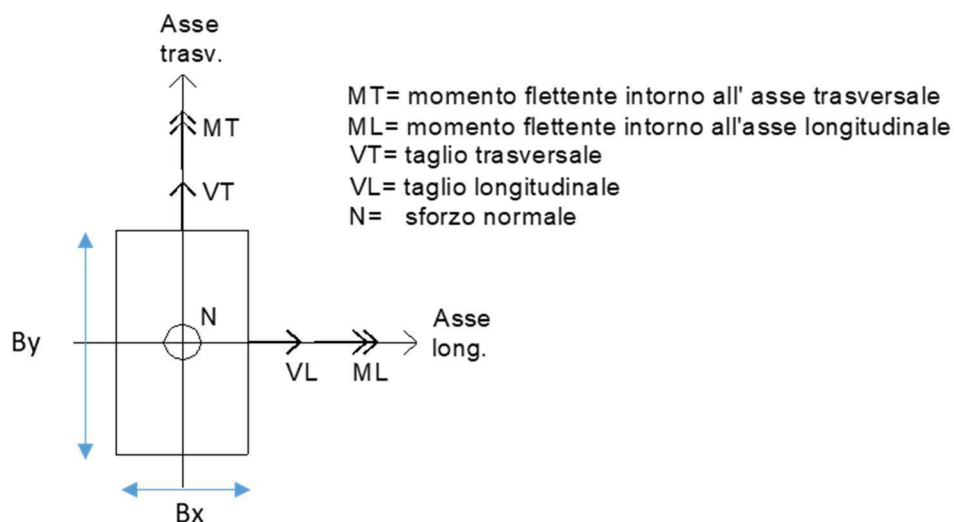 Asse
trasv.
MT= momento flettente intorno all' asse trasversale
MT
ML= momento flettente intorno all'asse longitudinale
VT= taglio trasversale
VT
VL= taglio longitudinale
N= sforzo normale
N
Asse
long.
By
VL ML
Bx